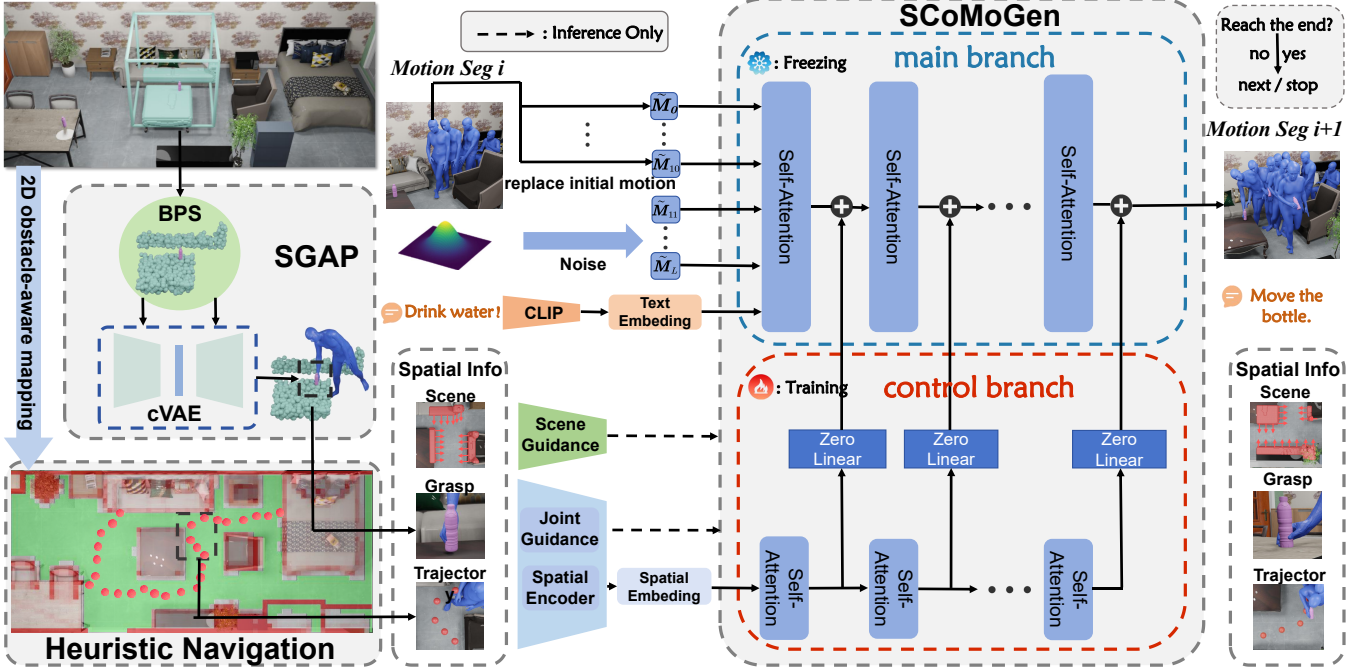 SCoMoGen
- - → : Inference Only
Reach the end?
no yes
next / stop
Motion Seg i
: Freezing
main branch
M̃0
M̃10
replace initial motion
M̃11
M̃L
Noise
Self-Attention
Self-Attention
Self-Attention
Motion Seg i+1
2D obstacle-aware mapping
BPS
SGAP
cVAE
Drink water!
CLIP
Text
Embeding
Move the
bottle.
Spatial Info
Scene
Grasp
Trajector
y
Scene
Guidance
Joint
Guidance
Spatial
Encoder
Spatial
Embeding
: Training
control branch
Zero
Linear
Zero
Linear
Zero
Linear
Self-
Attention
Self-
Attention
Self-
Attention
Spatial Info
Scene
Grasp
Trajector
Heuristic Navigation